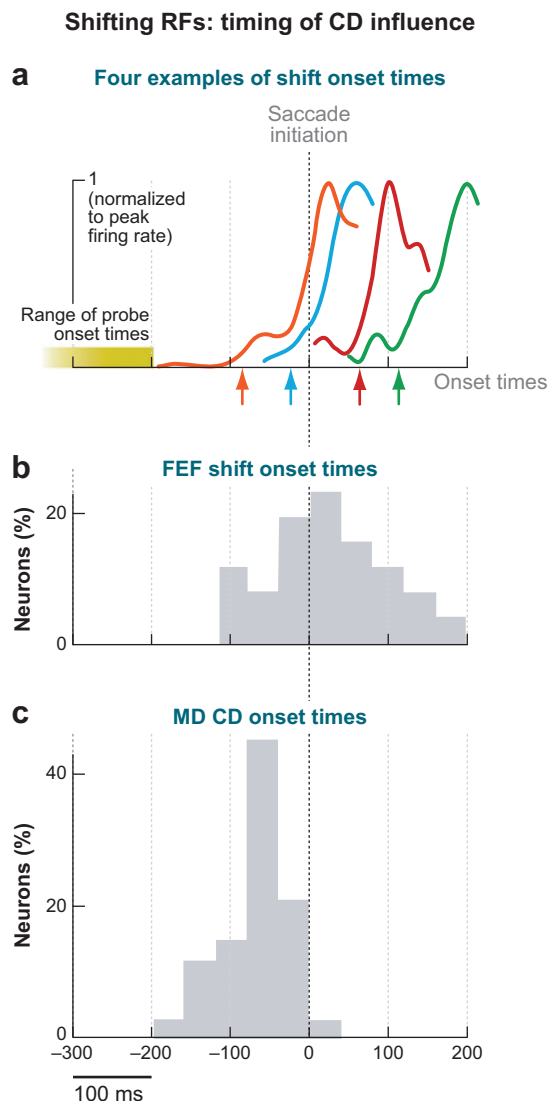 Shifting RFs: timing of CD influence
a
Four examples of shift onset times
Saccade
initiation
1
(normalized
to peak
firing rate)
Range of probe
onset times
Onset times
b
FEF shift onset times
20
0
Neurons (%)
c
MD CD onset times
40
20
0
Neurons (%)
–300
–200
–100
0
100
200
100 ms